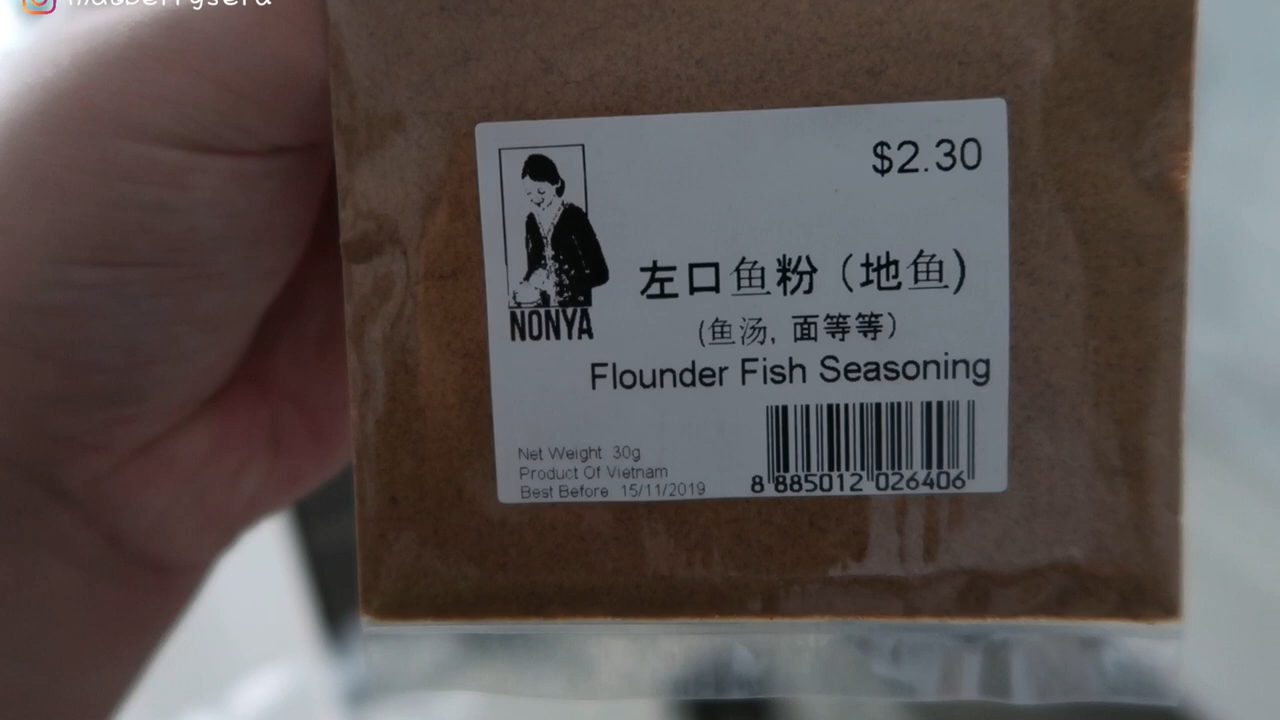 $2.30
左口鱼粉（地鱼)
(鱼汤, 面等等）
NONYA
Flounder Fish Seasoning
Net Weight 30g
Product Of Vietnam
Best Before 15/11/2019
8 885012 026406